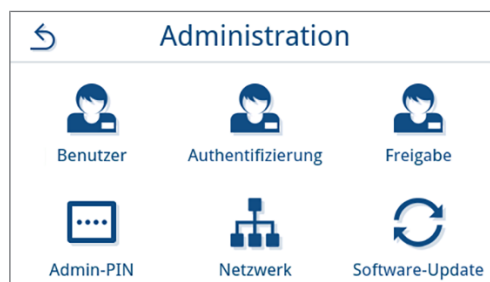 Administration
Benutzer Authentifizierung Freigabe
Admin-PIN Netzwerk Software-Update